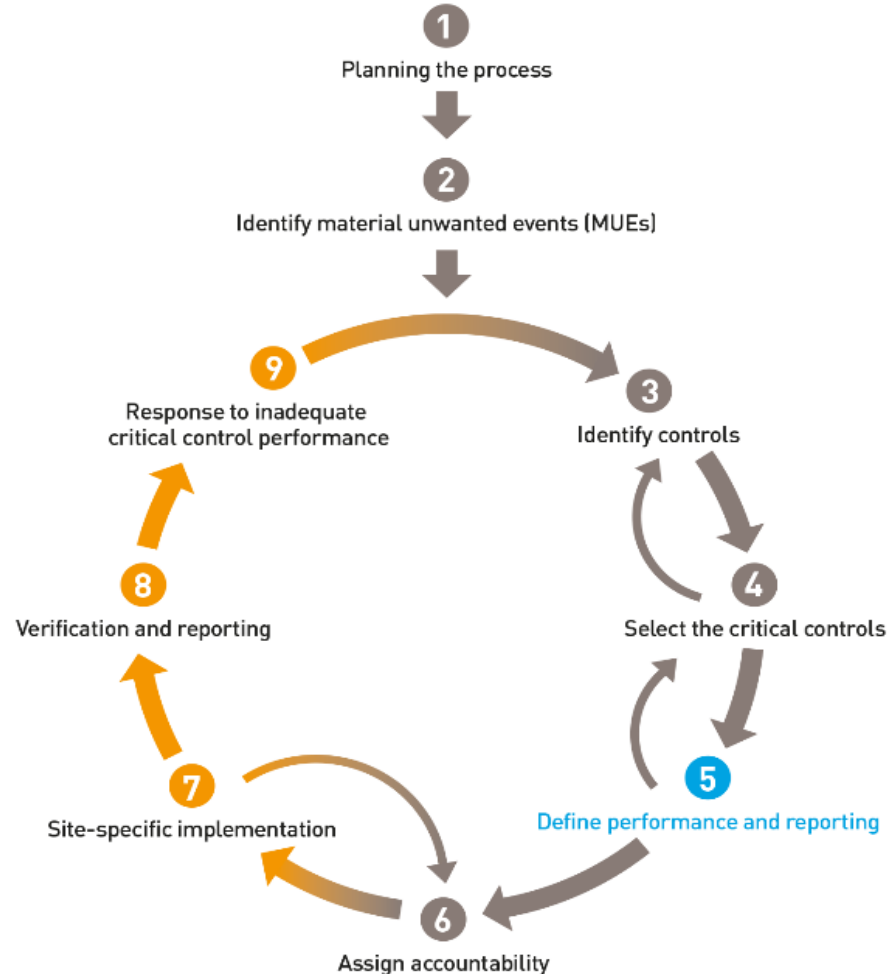 1
Planning the process
2
Identify material unwanted events (MUEs)
9
Response to inadequate
critical control performance
3
Identify controls
8
Verification and reporting
4
Select the critical controls
7
Site-specific implementation
5
Define performance and reporting
6
Assign accountability